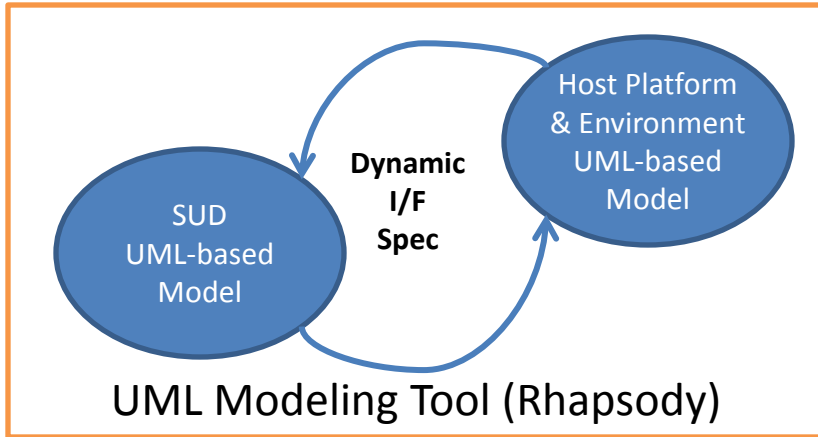 Host Platform
& Environment
UML-based
Model
Dynamic
I/F
Spec
SUD
UML-based
Model
UML Modeling Tool (Rhapsody)